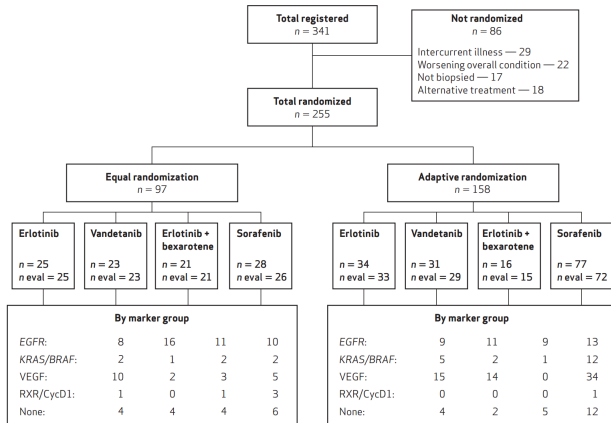 Total registered
n = 341
Not randomized
n = 86
Intercurrent illness — 29
Worsening overall condition — 22
Not biopsied — 17
Alternative treatment — 18
Total randomized
n = 255
Equal randomization
n = 97
Adaptive randomization
n = 158
Erlotinib
n = 25
n eval = 25
Vandetanib
n = 23
n eval = 23
Erlotinib +
bexarotene
n = 21
n eval = 21
Sorafenib
n = 28
n eval = 26
Erlotinib
n = 34
n eval = 33
Vandetanib
n = 31
n eval = 29
Erlotinib +
bexarotene
n = 16
n eval = 15
Sorafenib
n = 77
n eval = 72
By marker group
EGFR: 8 16 11 10
KRAS/BRAF: 2 1 2 2
VEGF: 10 2 3 5
RXR/CycD1: 1 0 1 3
None: 4 4 4 6
By marker group
EGFR: 9 11 9 13
KRAS/BRAF: 5 2 1 12
VEGF: 15 14 0 34
RXR/CycD1: 0 0 0 1
None: 4 2 5 12